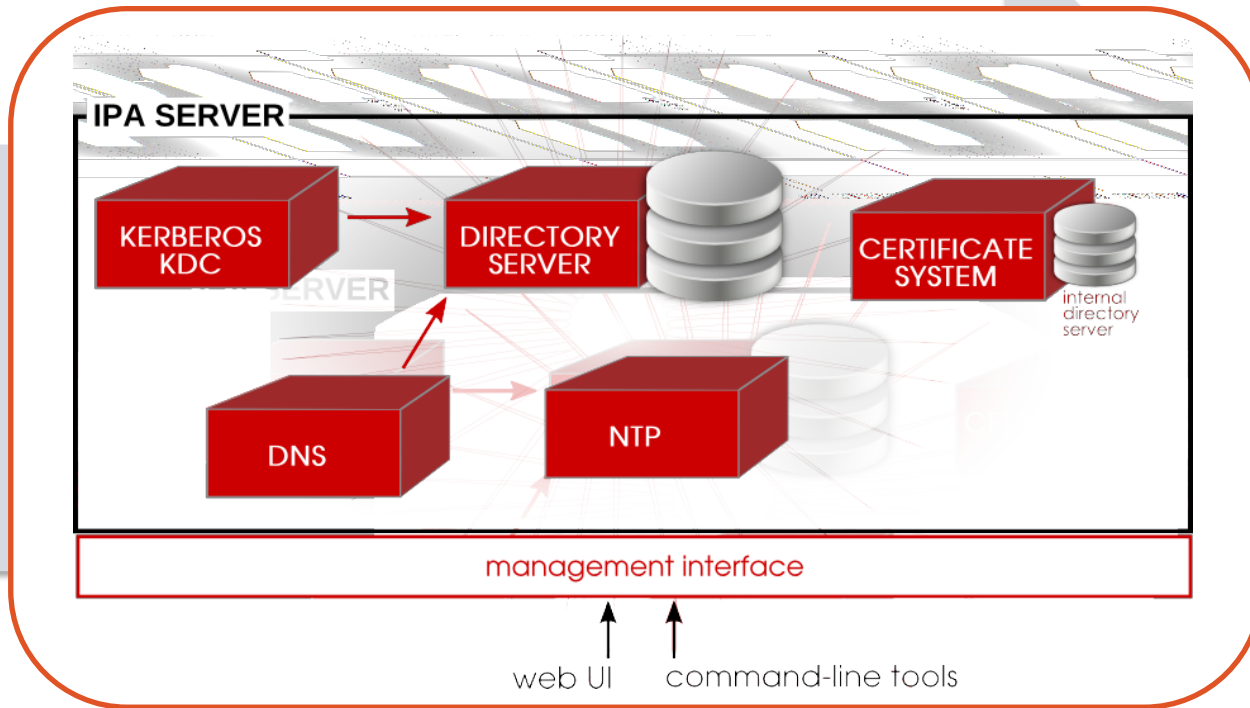 IPA SERVER
KERBEROS
KDC
DIRECTORY
SERVER
CERTIFICATE
SYSTEM
internal
directory
server
SERVER
DNS
NTP
management interface
web UI
command-line tools